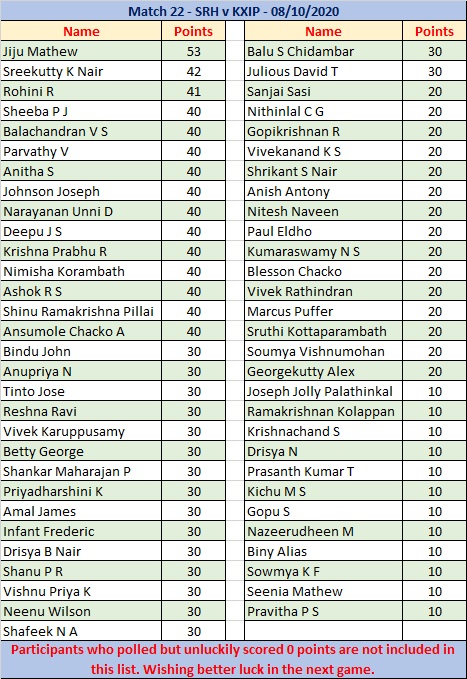 Match 22 - SRH v KXIP - 08/10/2020
Name Points Name Points
Jiju Mathew 53 Balu S Chidambar 30
Sreekutty K Nair 42 Julious David T 30
Rohini R 41 Sanjai Sasi 20
Sheeba P J 40 Nithinlal C G 20
Balachandran V S 40 Gopikrishnan R 20
Parvathy V 40 Vivekanand K S 20
Anitha S 40 Shrikant S Nair 20
Johnson Joseph 40 Anish Antony 20
Narayanan Unni D 40 Nitesh Naveen 20
Deepu J S 40 Paul Eldho 20
Krishna Prabhu R 40 Kumaraswamy N S 20
Nimisha Korambath 40 Blesson Chacko 20
Ashok R S 40 Vivek Rathindran 20
Shinu Ramakrishna Pillai 40 Marcus Puffer 20
Ansumole Chacko A 40 Sruthi Kottaparambath 20
Bindu John 30 Soumya Vishnumohan 20
Anupriya N 30 Georgekutty Alex 20
Tinto Jose 30 Joseph Jolly Palathinkal 10
Reshna Ravi 30 Ramakrishnan Kolappan 10
Vivek Karuppusamy 30 Krishnachand S 10
Betty George 30 Drisya N 10
Shankar Maharajan P 30 Prasanth Kumar T 10
Priyadharshini K 30 Kichu M S 10
Amal James 30 Gopu S 10
Infant Frederic 30 Nazeerudheen M 10
Drisya B Nair 30 Biny Alias 10
Shanu P R 30 Sowmya K F 10
Vishnu Priya K 30 Seenia Mathew 10
Neenu Wilson 30 Pravitha P S 10
Shafeek N A 30
Participants who polled but unluckily scored 0 points are not included in
this list. Wishing better luck in the next game.